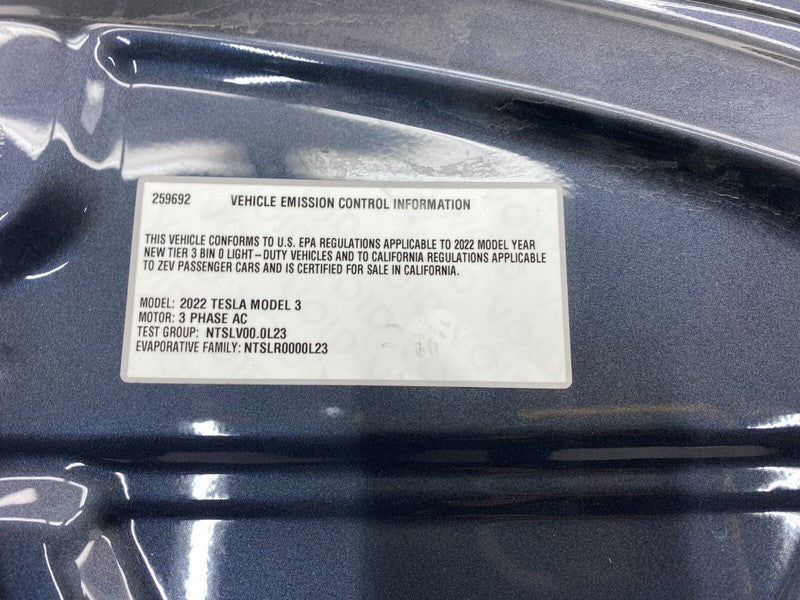 259692 VEHICLE EMISSION CONTROL INFORMATION
THIS VEHICLE CONFORMS TO U.S. EPA REGULATIONS APPLICABLE TO 2022 MODEL YEAR
NEW TIER 3 BIN 0 LIGHT–DUTY VEHICLES AND TO CALIFORNIA REGULATIONS APPLICABLE
TO ZEV PASSENGER CARS AND IS CERTIFIED FOR SALE IN CALIFORNIA.
MODEL: 2022 TESLA MODEL 3
MOTOR: 3 PHASE AC
TEST GROUP: NTSLV00.0L23
EVAPORATIVE FAMILY: NTSLR0000L23